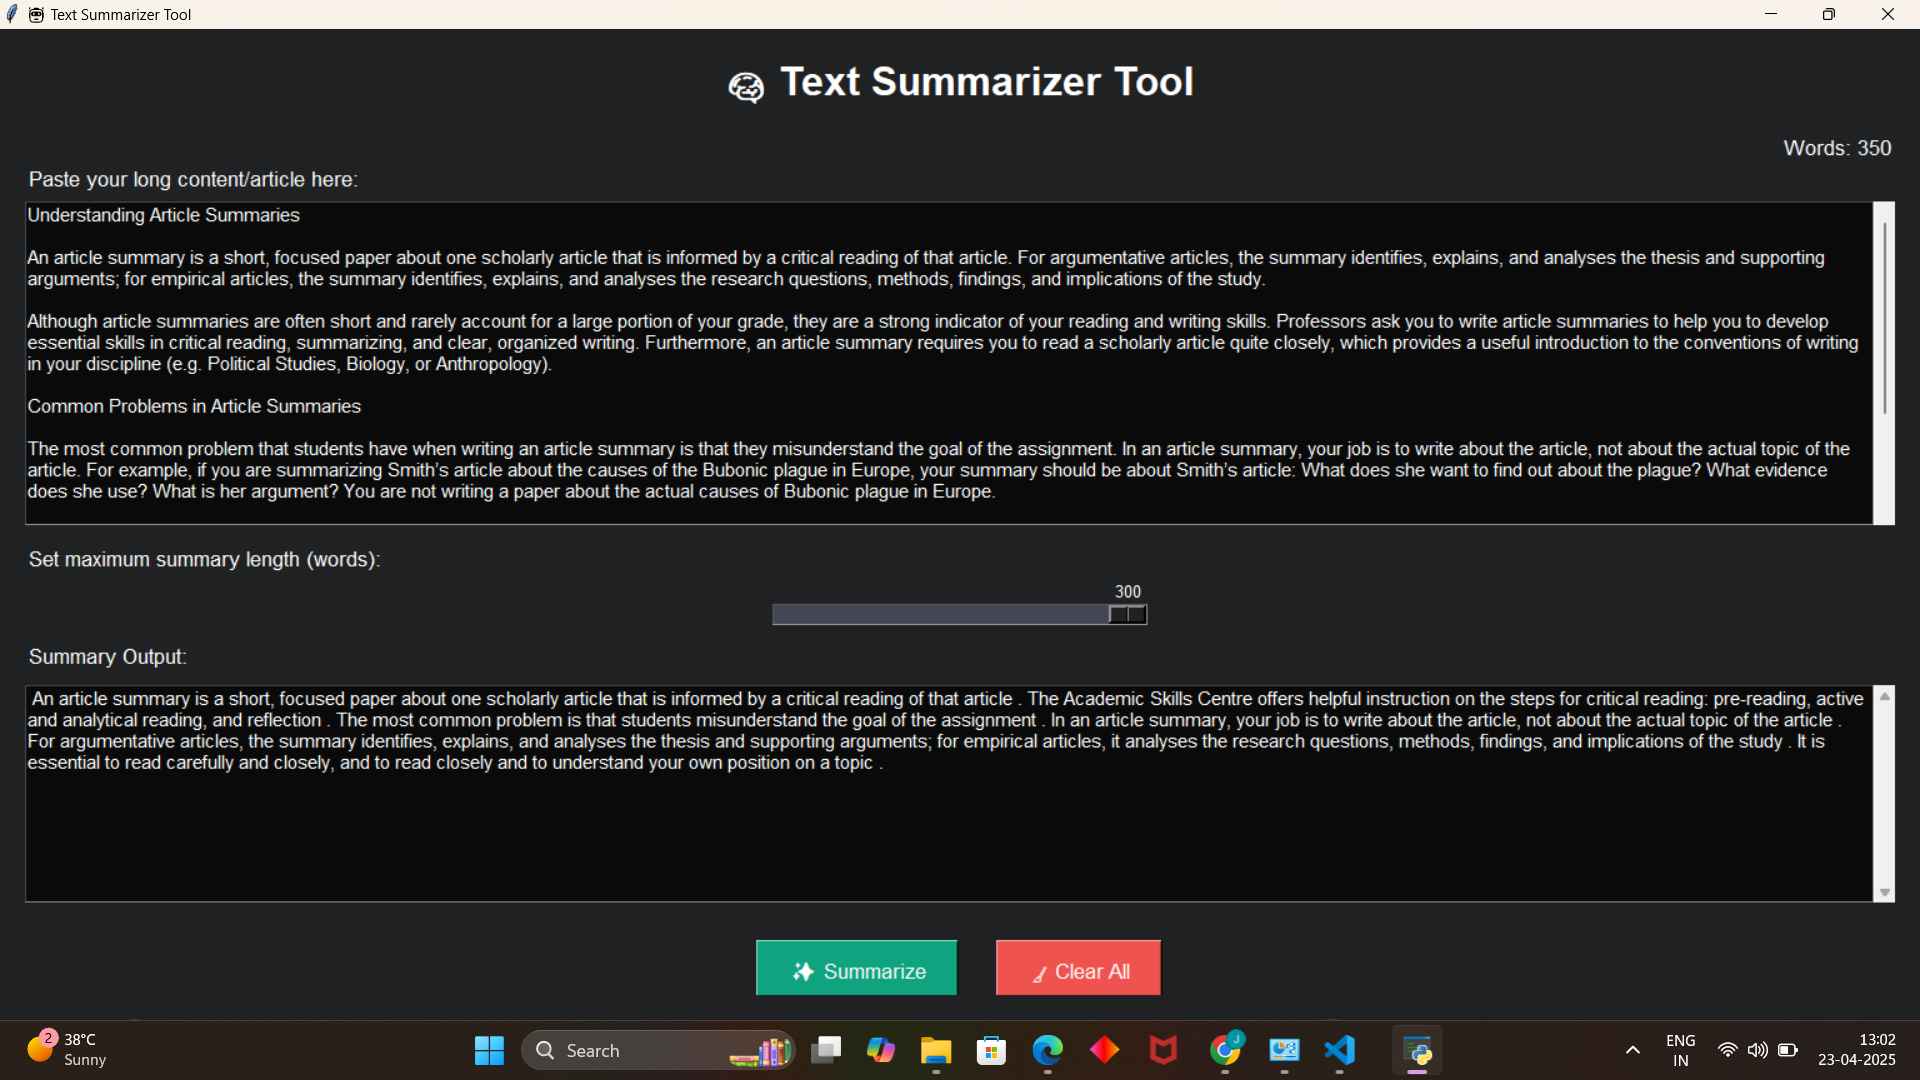 Text Summarizer Tool
Text Summarizer Tool
Words: 350
Paste your long content/article here:
Understanding Article Summaries
An article summary is a short, focused paper about one scholarly article that is informed by a critical reading of that article. For argumentative articles, the summary identifies, explains, and analyses the thesis and supporting
arguments; for empirical articles, the summary identifies, explains, and analyses the research questions, methods, findings, and implications of the study.
Although article summaries are often short and rarely account for a large portion of your grade, they are a strong indicator of your reading and writing skills. Professors ask you to write article summaries to help you to develop
essential skills in critical reading, summarizing, and clear, organized writing. Furthermore, an article summary requires you to read a scholarly article quite closely, which provides a useful introduction to the conventions of writing
in your discipline (e.g. Political Studies, Biology, or Anthropology).
Common Problems in Article Summaries
The most common problem that students have when writing an article summary is that they misunderstand the goal of the assignment. In an article summary, your job is to write about the article, not about the actual topic of the
article. For example, if you are summarizing Smith’s article about the causes of the Bubonic plague in Europe, your summary should be about Smith’s article: What does she want to find out about the plague? What evidence
does she use? What is her argument? You are not writing a paper about the actual causes of Bubonic plague in Europe.
Set maximum summary length (words):
300
Summary Output:
An article summary is a short, focused paper about one scholarly article that is informed by a critical reading of that article . The Academic Skills Centre offers helpful instruction on the steps for critical reading: pre-reading, active
and analytical reading, and reflection . The most common problem is that students misunderstand the goal of the assignment . In an article summary, your job is to write about the article, not about the actual topic of the article .
For argumentative articles, the summary identifies, explains, and analyses the thesis and supporting arguments; for empirical articles, it analyses the research questions, methods, findings, and implications of the study . It is
essential to read carefully and closely, and to read closely and to understand your own position on a topic .
Summarize
Clear All
2
38°C
Sunny
Search
J
ENG
IN
13:02
23-04-2025